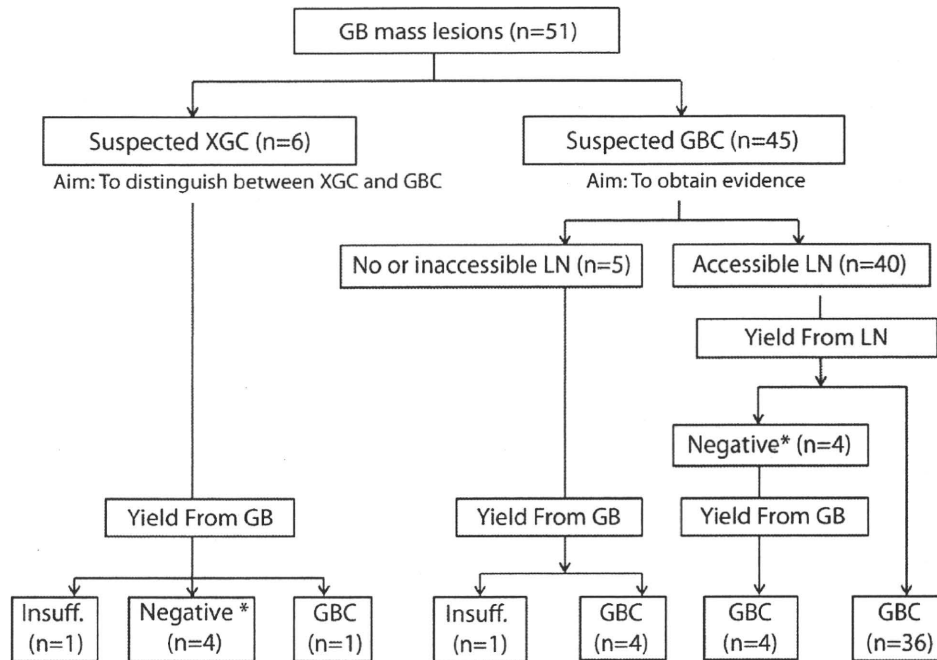 GB mass lesions (n=51)
Suspected XGC (n=6)
Suspected GBC (n=45)
Aim: To distinguish between XGC and GBC
Aim: To obtain evidence
No or inaccessible LN (n=5)
Accessible LN (n=40)
Yield From LN
Negative* (n=4)
Yield From GB
Yield From GB
Yield From GB
Insuff.
(n=1)
Negative *
(n=4)
GBC
(n=1)
Insuff.
(n=1)
GBC
(n=4)
GBC
(n=4)
GBC
(n=36)